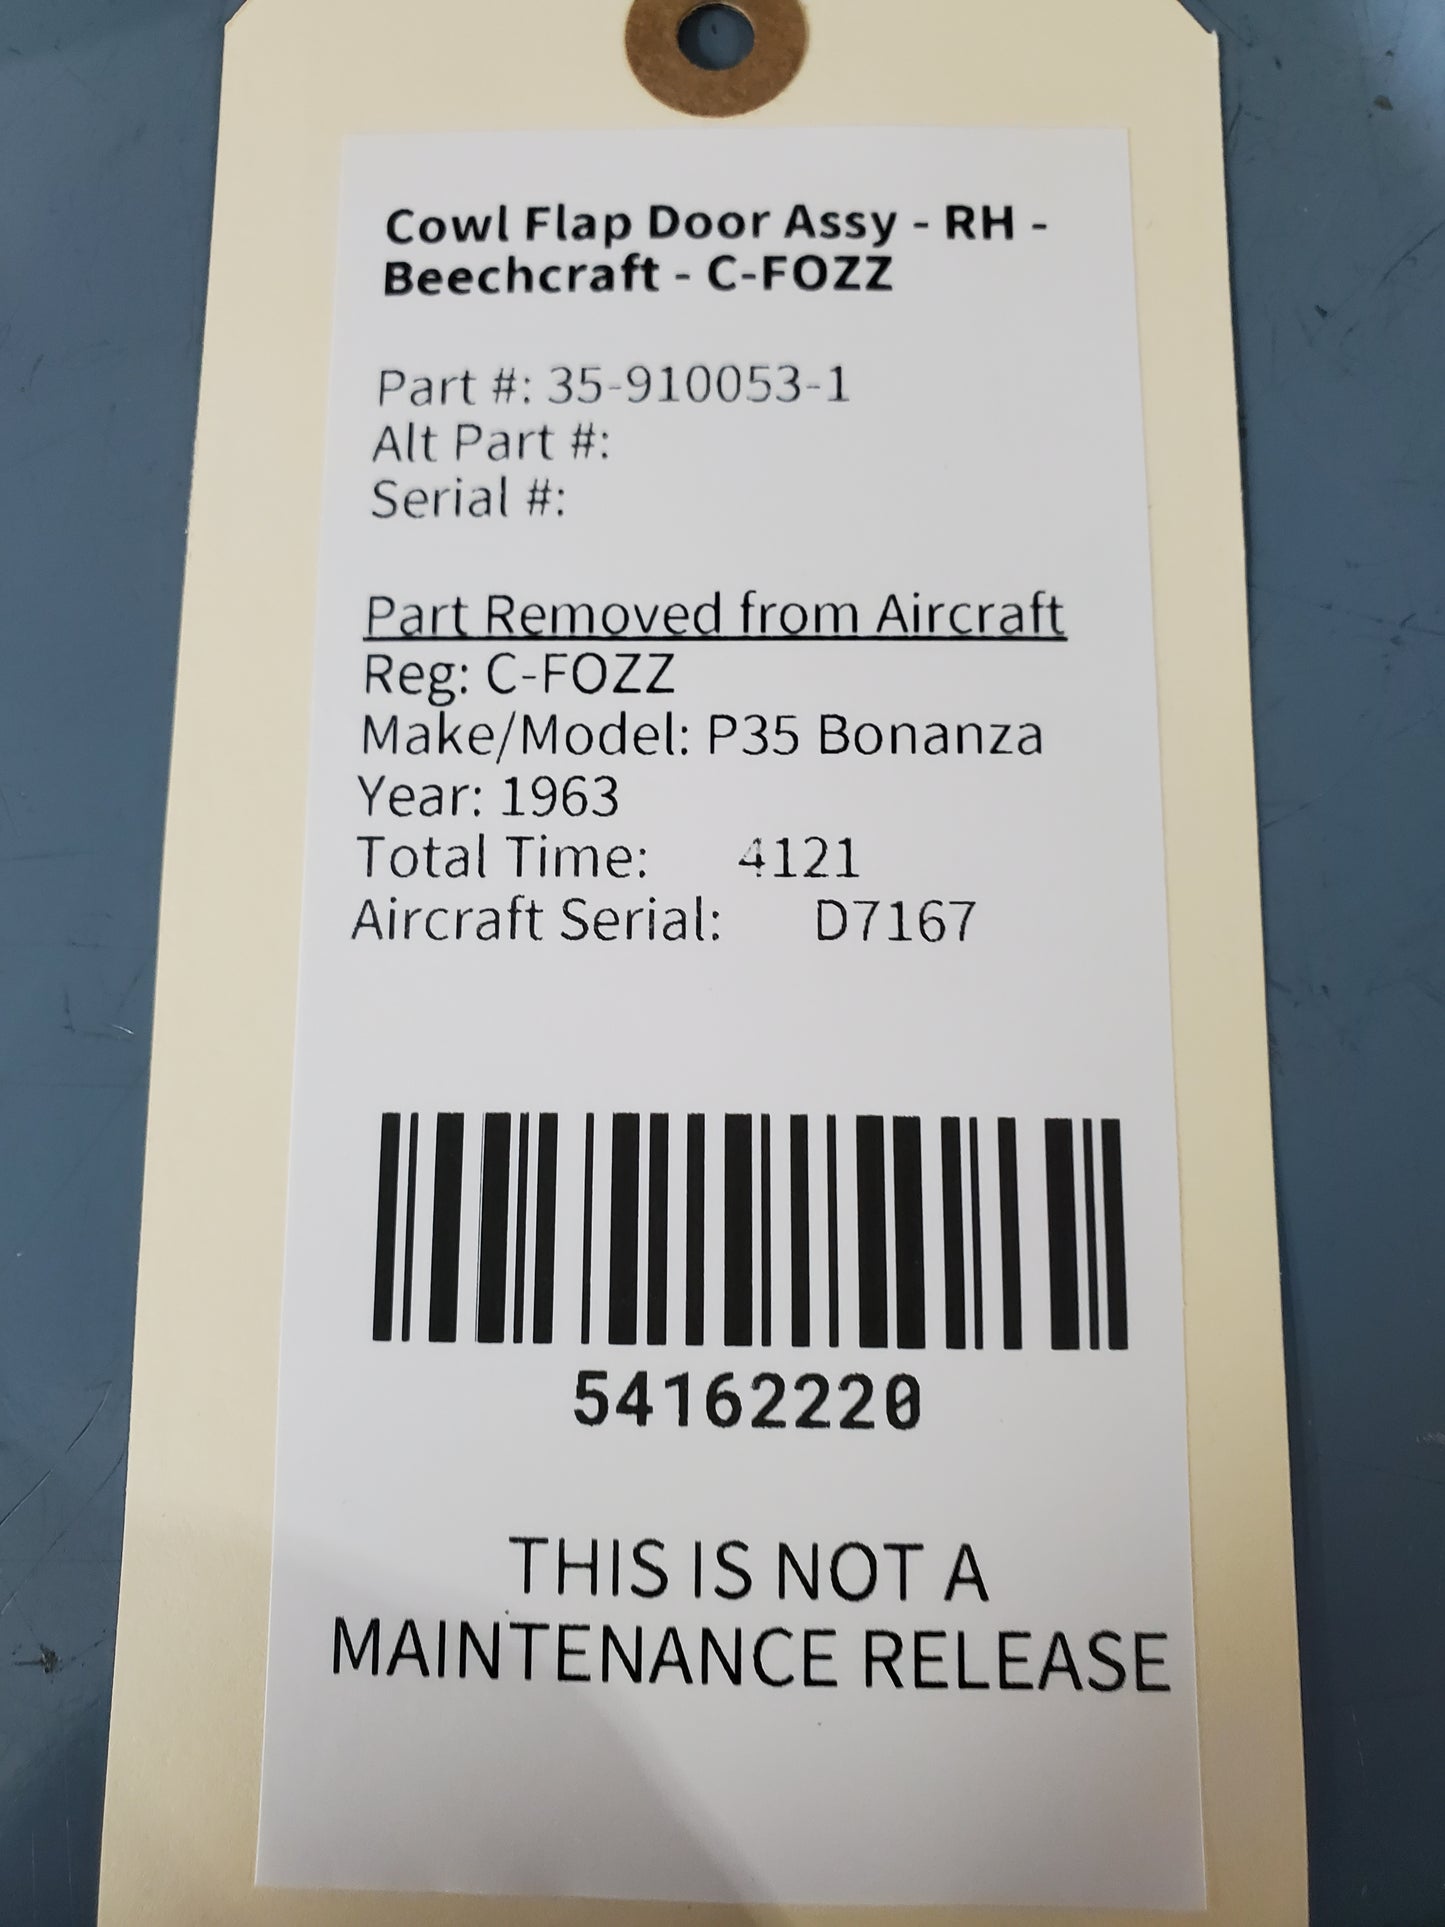 Cowl Flap Door Assy - RH -
Beechcraft - C-FOZZ
Part #: 35-910053-1
Alt Part #:
Serial #:
Part Removed from Aircraft
Reg: C-FOZZ
Make/Model: P35 Bonanza
Year: 1963
Total Time: 4121
Aircraft Serial: D7167
54162220
THIS IS NOT A
MAINTENANCE RELEASE